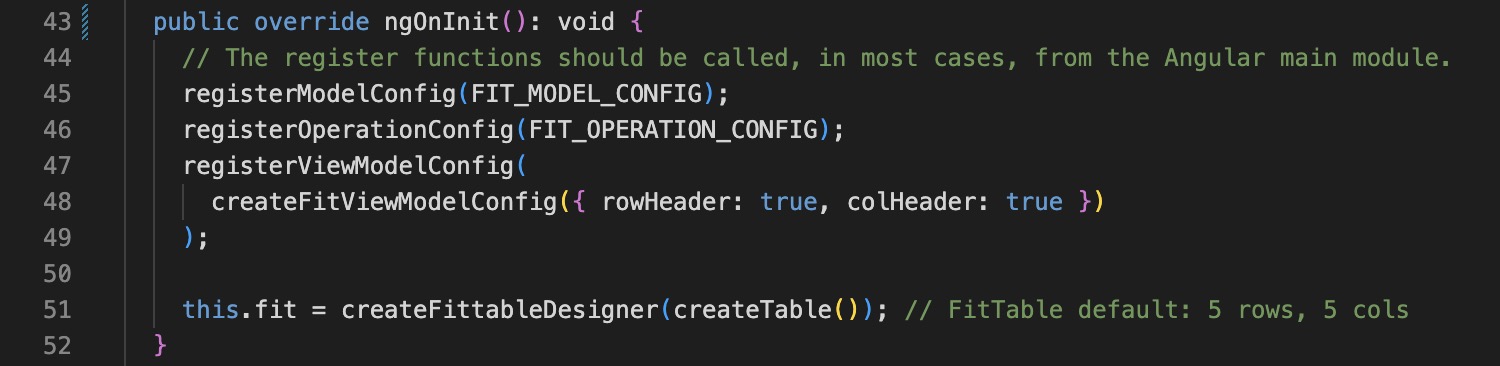 43 public override ngOnInit(): void {
44 // The register functions should be called, in most cases, from the Angular main module.
45 registerModelConfig(FIT_MODEL_CONFIG);
46 registerOperationConfig(FIT_OPERATION_CONFIG);
47 registerViewModelConfig(
48 createFitViewModelConfig({ rowHeader: true, colHeader: true })
49 );
50
51 this.fit = createFittableDesigner(createTable()); // FitTable default: 5 rows, 5 cols
52 }